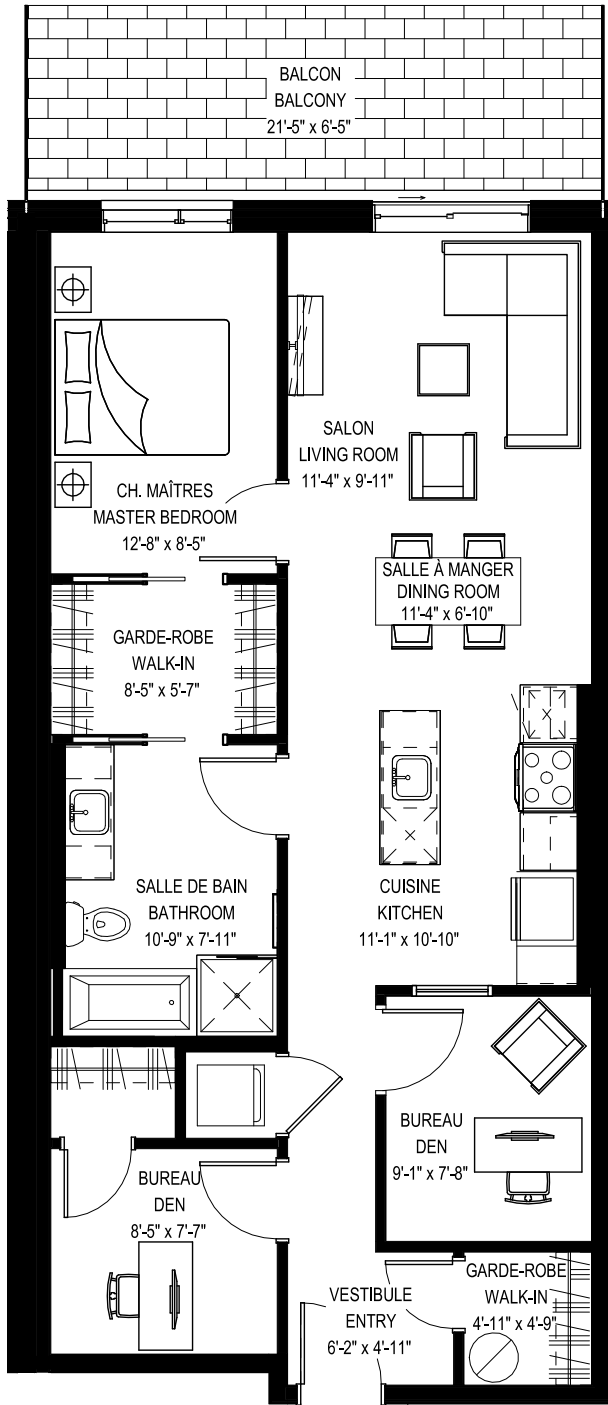 BALCON
BALCONY
21'-5" x 6'-5"
SALON
LIVING ROOM
11'-4" x 9'-11"
CH. MAÎTRES
MASTER BEDROOM
12'-8" x 8'-5"
SALLE À MANGER
DINING ROOM
11'-4" x 6'-10"
GARDE-ROBE
WALK-IN
8'-5" x 5'-7"
SALLE DE BAIN
BATHROOM
10'-9" x 7'-11"
CUISINE
KITCHEN
11'-1" x 10'-10"
BUREAU
DEN
9'-1" x 7'-8"
BUREAU
DEN
8'-5" x 7'-7"
GARDE-ROBE
WALK-IN
4'-11" x 4'-9"
VESTIBULE
ENTRY
6'-2" x 4'-11"